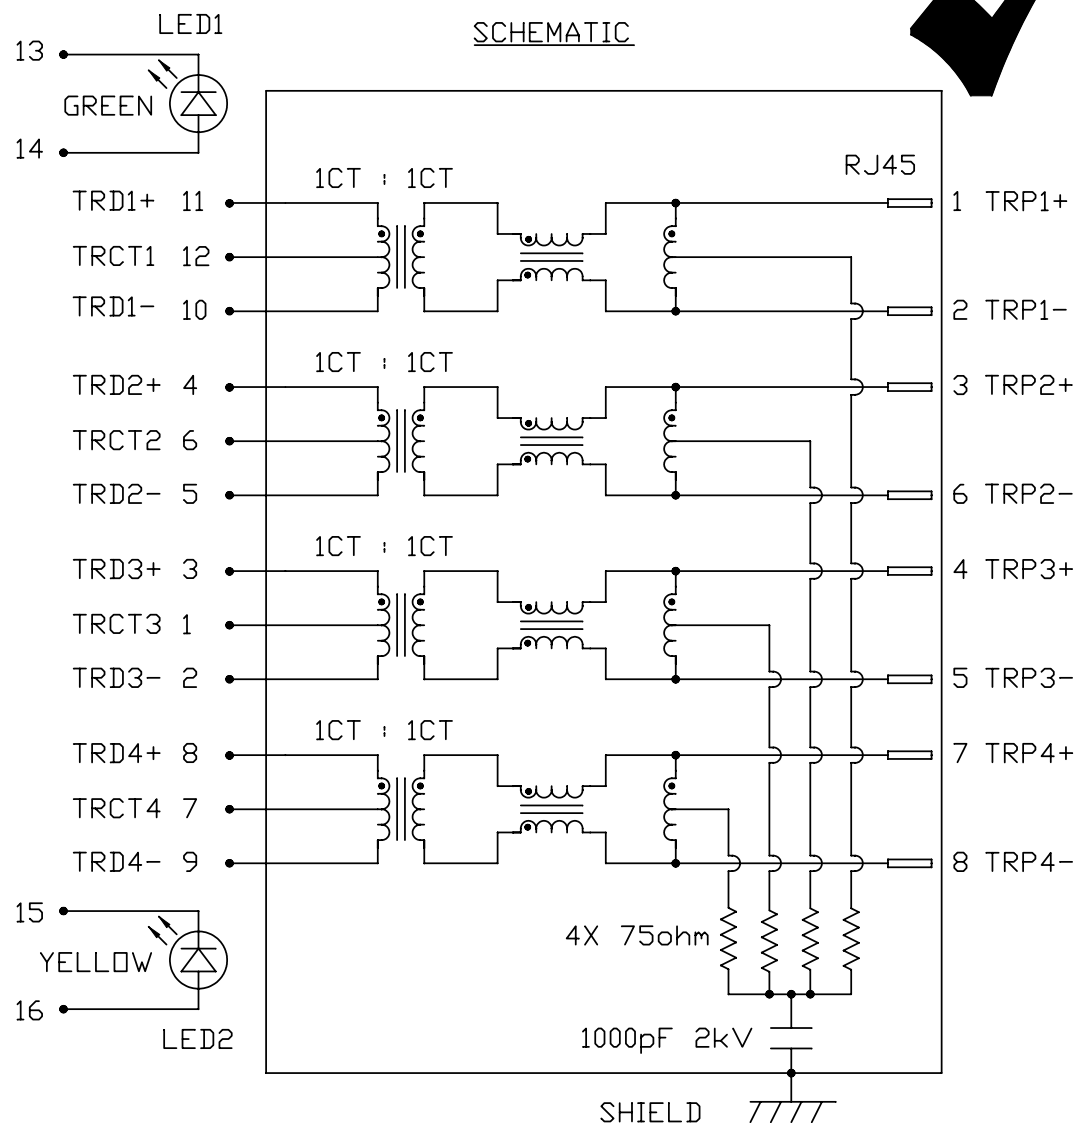 LED1
SCHEMATIC
13
GREEN
14
RJ45
1CT : 1CT
TRD1+ 11
1 TRP1+
TRCT1 12
TRD1- 10
2 TRP1-
1CT : 1CT
TRD2+ 4
3 TRP2+
TRCT2 6
TRD2- 5
6 TRP2-
1CT : 1CT
TRD3+ 3
4 TRP3+
TRCT3 1
TRD3- 2
5 TRP3-
1CT : 1CT
TRD4+ 8
7 TRP4+
TRCT4 7
TRD4- 9
8 TRP4-
15
4X 75ohm
YELLOW
16
LED2
1000pF 2kV
SHIELD